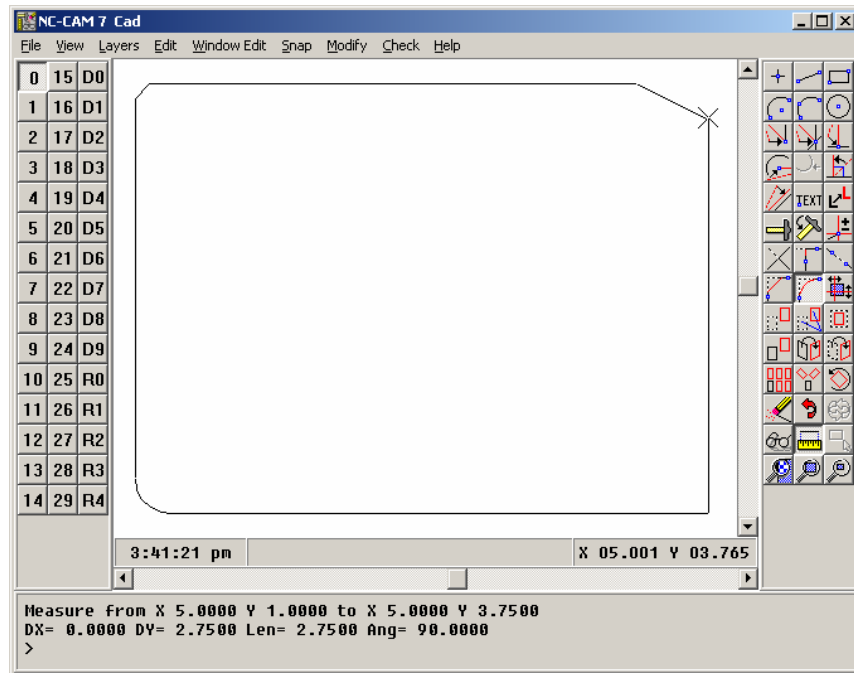 NC-CAM 7 Cad
File View Layers Edit Window Edit Snap Modify Check Help
0 15 D0
1 16 D1
2 17 D2
3 18 D3
4 19 D4
5 20 D5
6 21 D6
7 22 D7
8 23 D8
9 24 D9
10 25 R0
11 26 R1
12 27 R2
13 28 R3
14 29 R4
TEXT
3:41:21 pm
X 05.001 Y 03.765
Measure from X 5.0000 Y 1.0000 to X 5.0000 Y 3.7500
DX= 0.0000 DY= 2.7500 Len= 2.7500 Ang= 90.0000
>